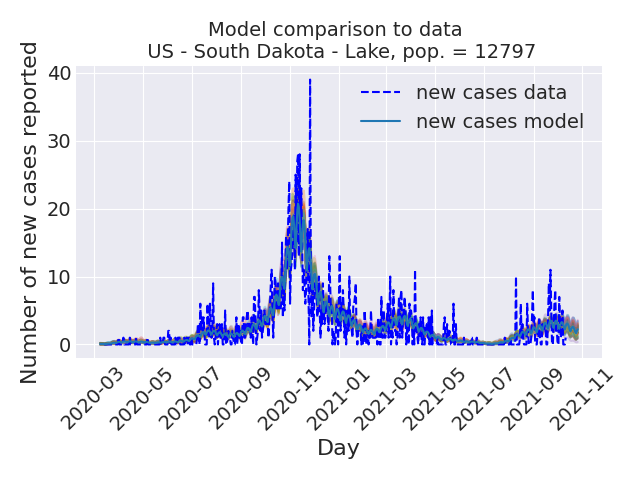 Model comparison to data
US - South Dakota - Lake, pop. = 12797
Number of new cases reported
40
30
20
10
0
new cases data
new cases model
2020-03
2020-05
2020-07
2020-09
2020-11
2021-01
2021-03
2021-05
2021-07
2021-09
2021-11
Day